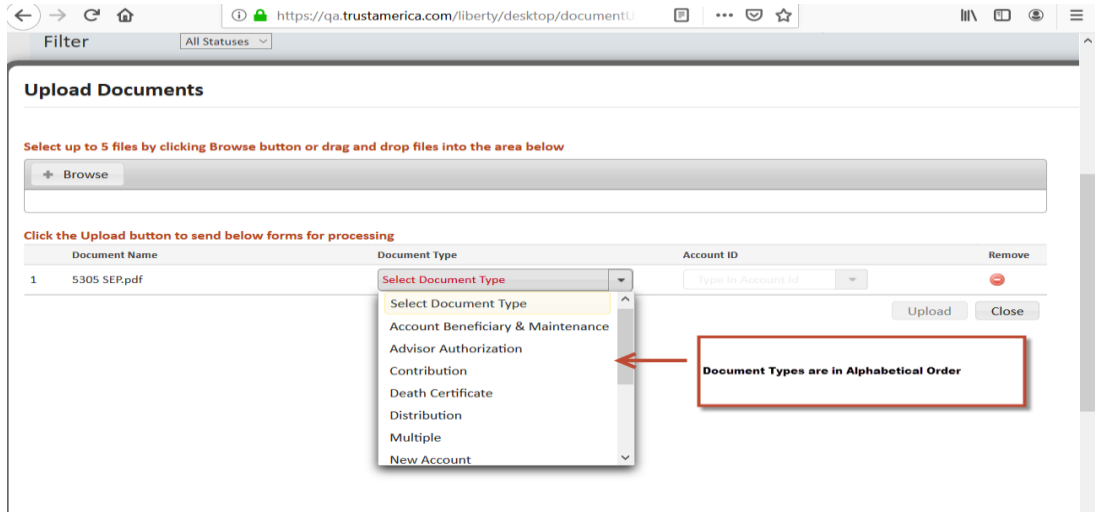 https://qa.trustamerica.com/liberty/desktop/documentU
Filter All Statuses
Upload Documents
Select up to 5 files by clicking Browse button or drag and drop files into the area below
+ Browse
Click the Upload button to send below forms for processing
Document Name Document Type Account ID Remove
1 5305 SEP.pdf Select Document Type Type In Account Id
Select Document Type
Upload Close
Account Beneficiary & Maintenance
Advisor Authorization
Contribution
Document Types are in Alphabetical Order
Death Certificate
Distribution
Multiple
New Account